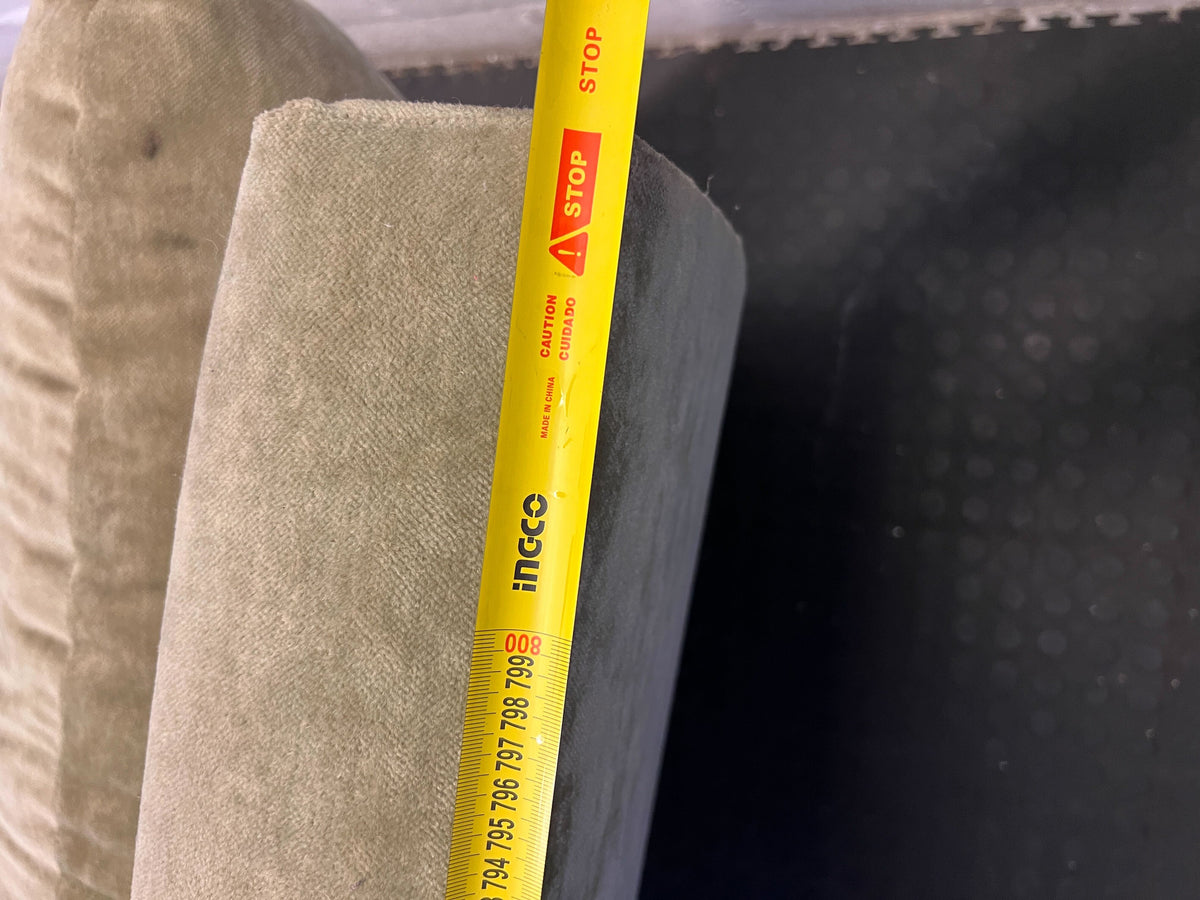 STOP
STOP
CAUTION
CUIDADO
MADE IN CHINA
INGCO
800
799
798
797
796
795
794